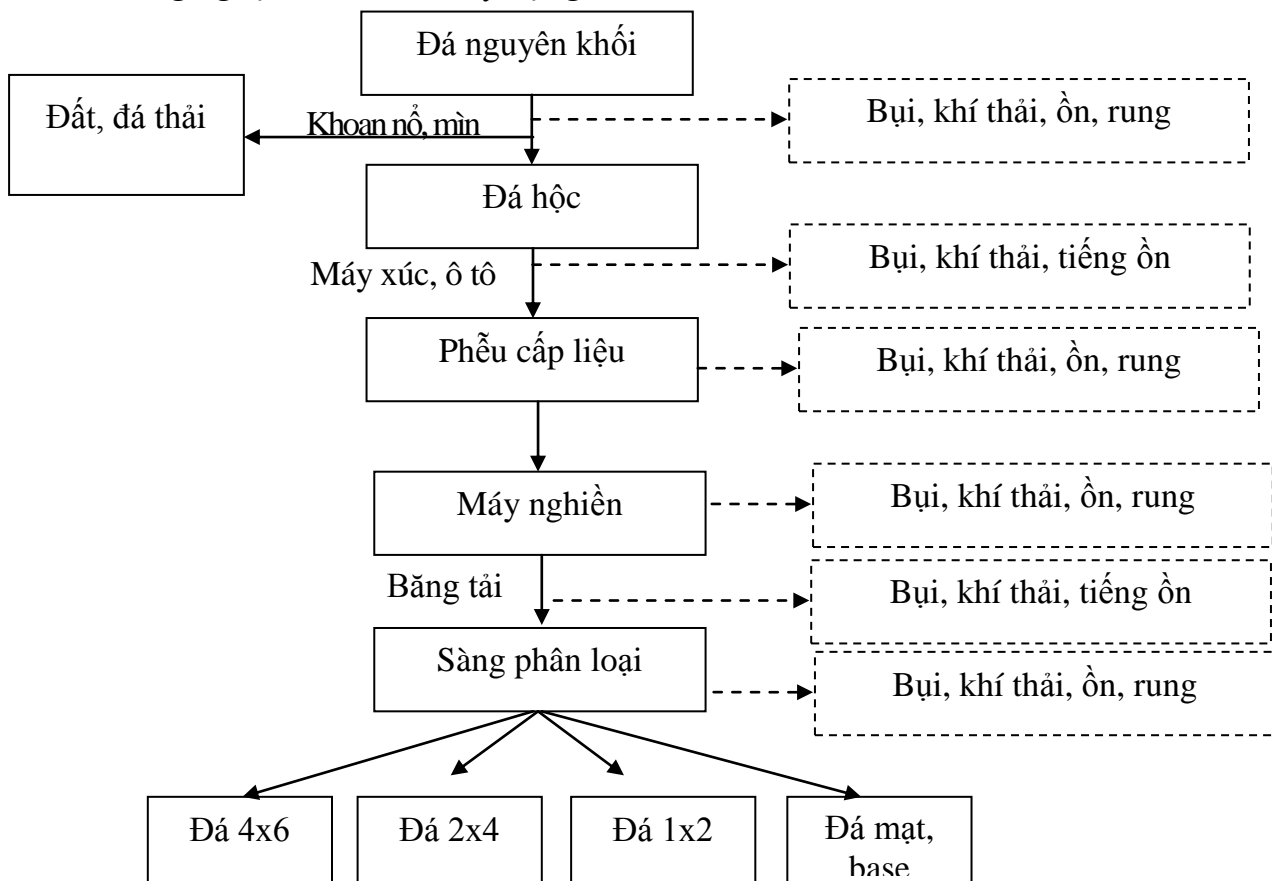 Đá nguyên khối
Đất, đá thải
Khoan nổ, mìn
Bụi, khí thải, ồn, rung
Đá hộc
Máy xúc, ô tô
Bụi, khí thải, tiếng ồn
Phễu cấp liệu
Bụi, khí thải, ồn, rung
Máy nghiền
Bụi, khí thải, ồn, rung
Băng tải
Bụi, khí thải, tiếng ồn
Sàng phân loại
Bụi, khí thải, ồn, rung
Đá 4x6
Đá 2x4
Đá 1x2
Đá mạt,
base